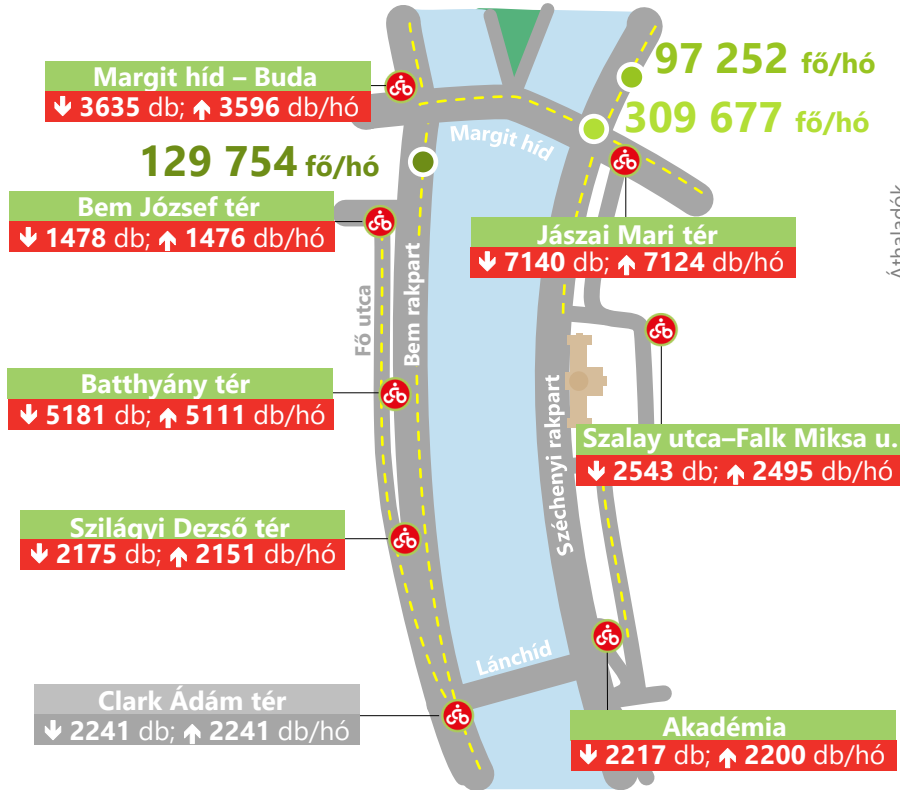 97 252 fő/hó
Margit híd – Buda
↓ 3635 db; ↑ 3596 db/hó
309 677 fő/hó
Margit híd
129 754 fő/hó
Áthaladók
Bem József tér
↓ 1478 db; ↑ 1476 db/hó
Jászai Mari tér
↓ 7140 db; ↑ 7124 db/hó
Fő utca
Bem rakpart
Batthyány tér
↓ 5181 db; ↑ 5111 db/hó
Széchenyi rakpart
Szalay utca–Falk Miksa u.
↓ 2543 db; ↑ 2495 db/hó
Szilágyi Dezső tér
↓ 2175 db; ↑ 2151 db/hó
Lánchíd
Clark Ádám tér
↓ 2241 db; ↑ 2241 db/hó
Akadémia
↓ 2217 db; ↑ 2200 db/hó